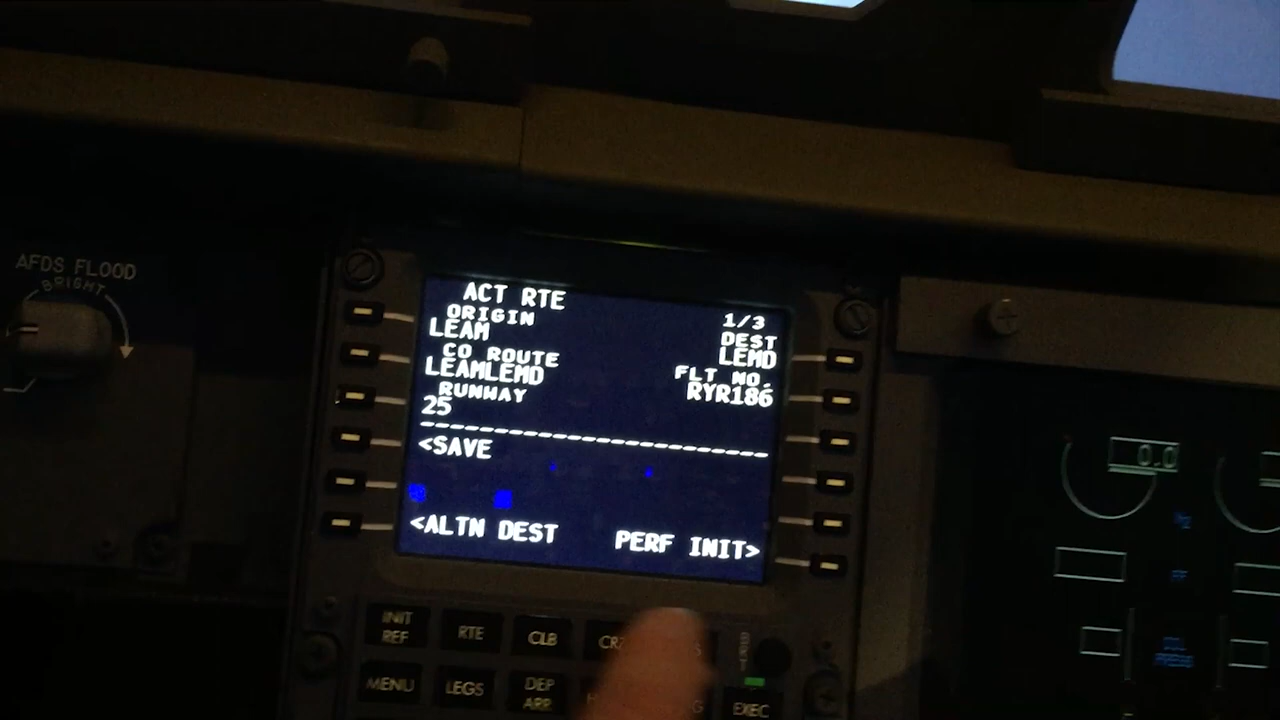 AFDS FLOOD
BRIGHT
ACT RTE
1/3
ORIGIN
DEST
LEAM
LEMD
CO ROUTE
FLT NO.
LEAMLEMD
RYR186
RUNWAY
25
<SAVE
<ALTN DEST
PERF INIT>
0.0
INIT
REF
RTE
CLB
BRT
MENU
LEGS
DEP
ARR
EXEC